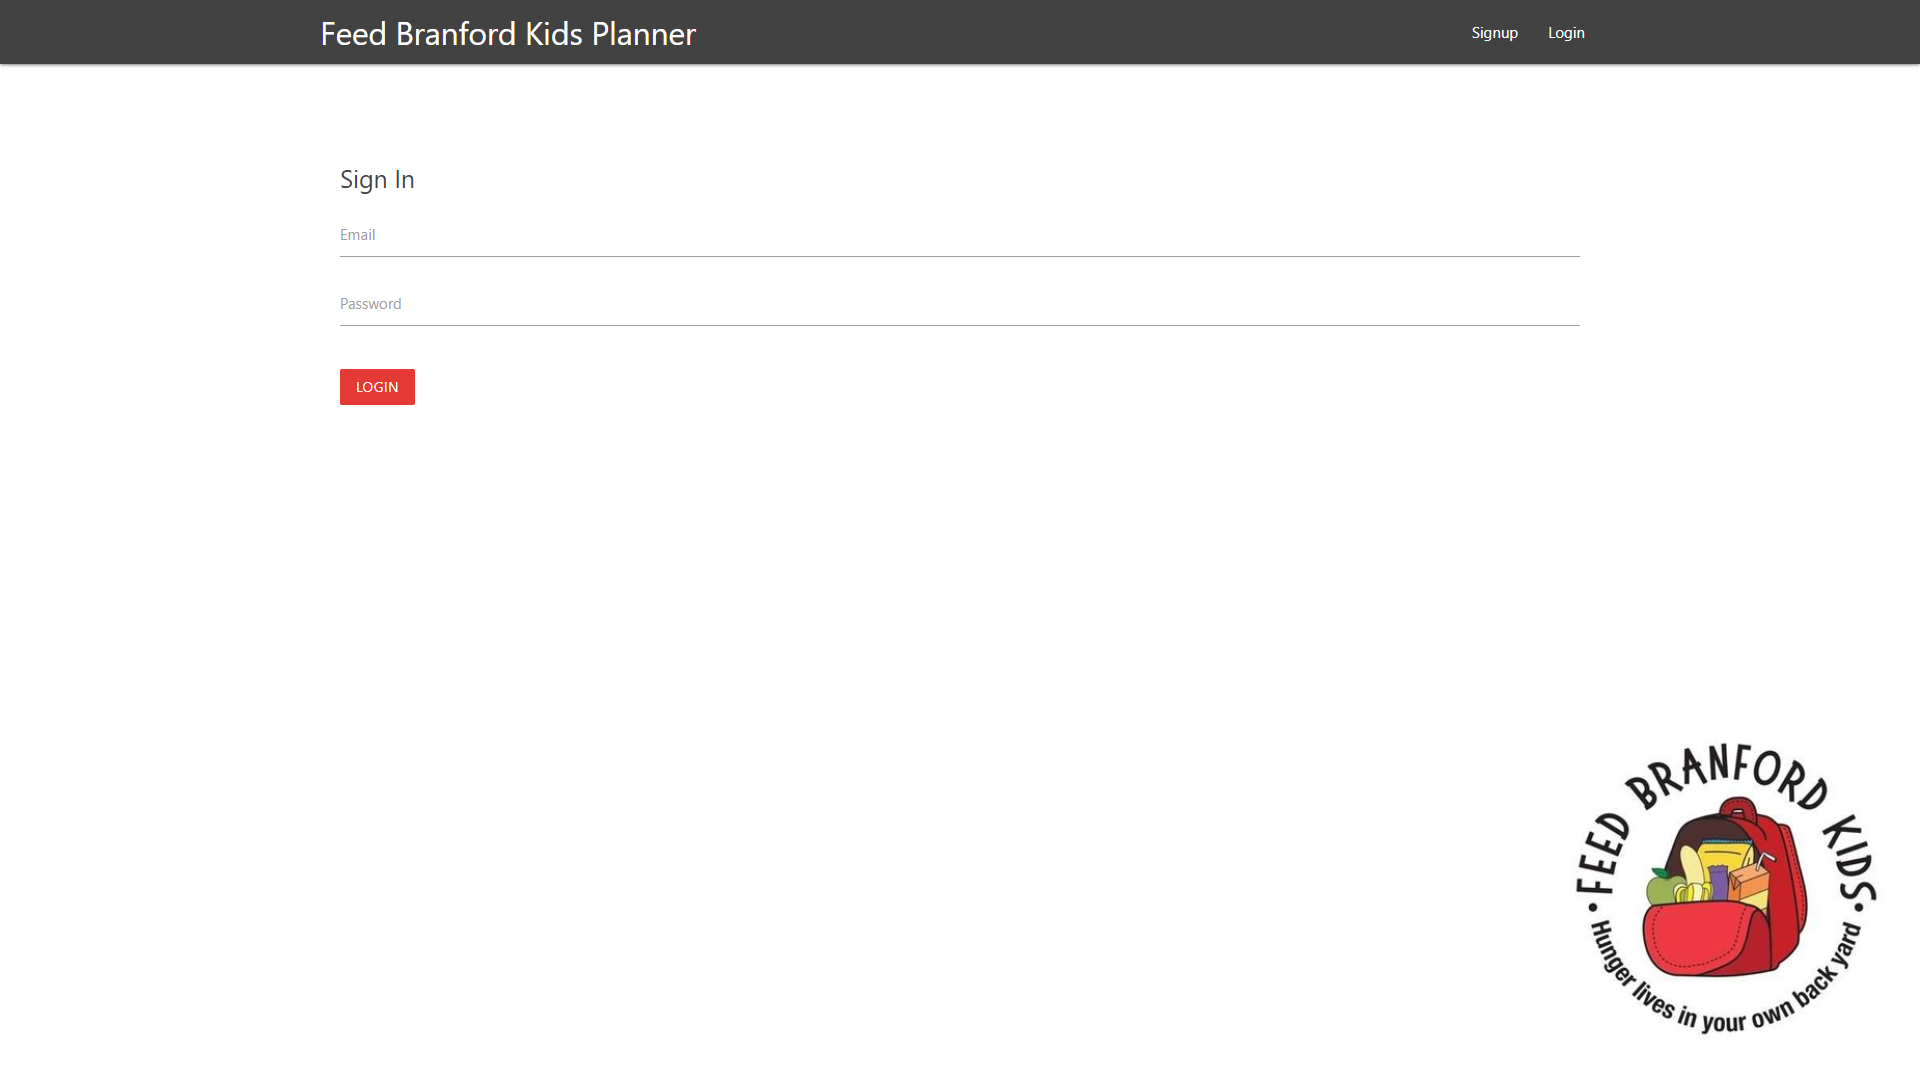 Feed Branford Kids Planner
Signup
Login
Sign In
Email
Password
LOGIN
FEED BRANFORD KIDS
Hunger lives in your own back yard